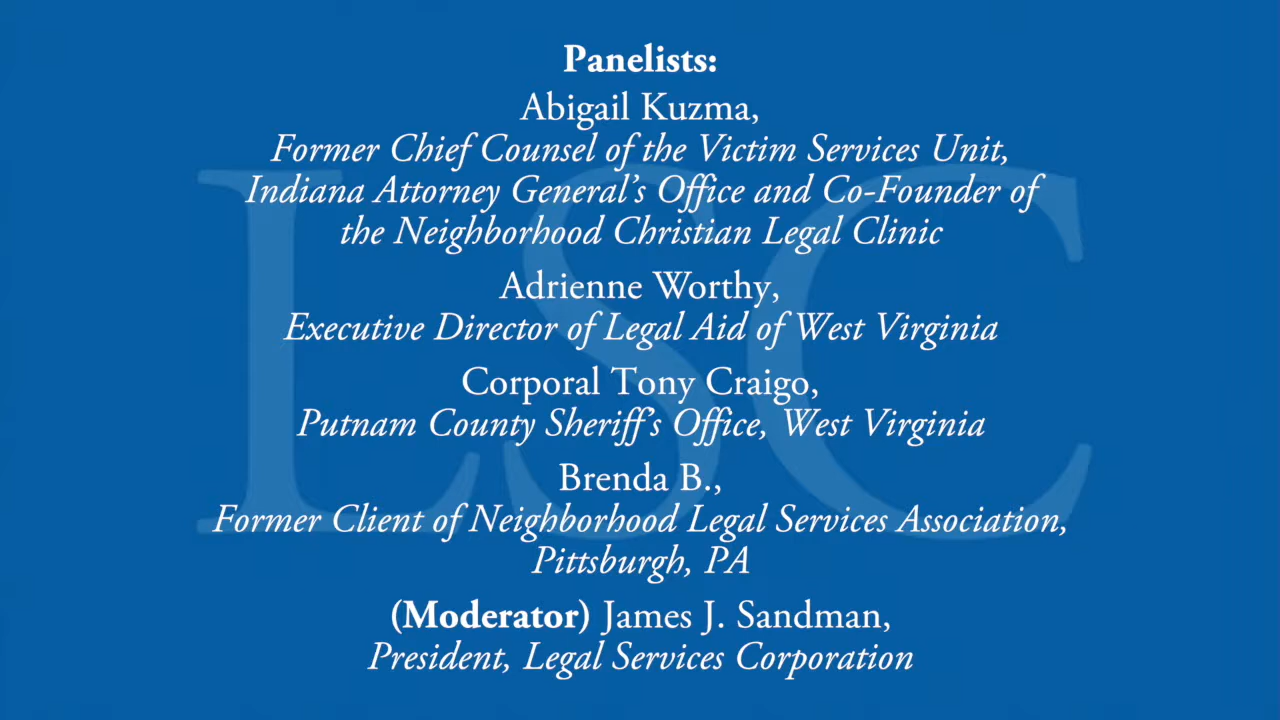 Panelists:
Abigail Kuzma,
Former Chief Counsel of the Victim Services Unit,
Indiana Attorney General’s Office and Co-Founder of
the Neighborhood Christian Legal Clinic
Adrienne Worthy,
Executive Director of Legal Aid of West Virginia
Corporal Tony Craigo,
Putnam County Sheriff’s Office, West Virginia
Brenda B.,
Former Client of Neighborhood Legal Services Association,
Pittsburgh, PA
(Moderator) James J. Sandman,
President, Legal Services Corporation
LSC